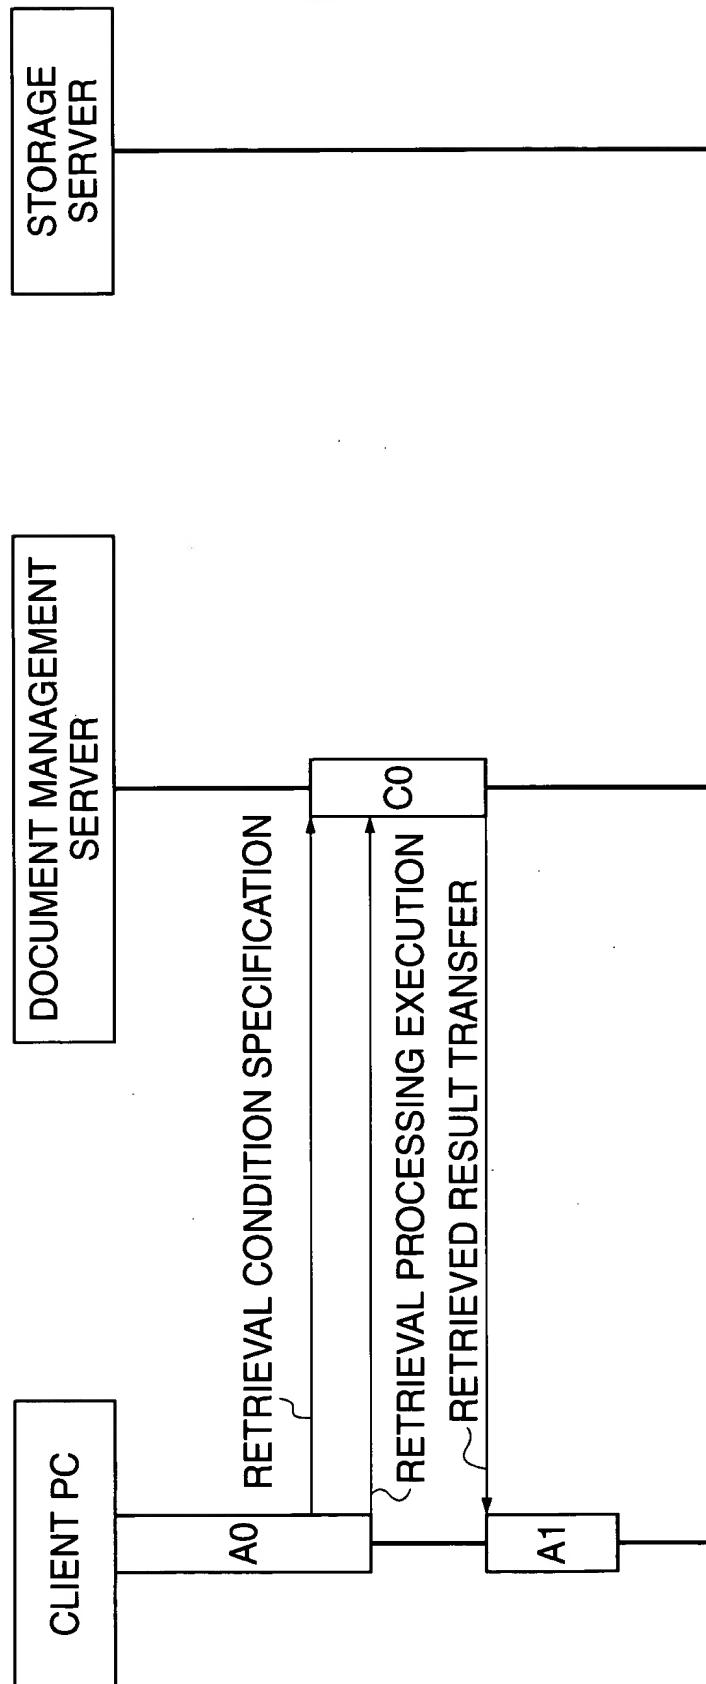 CLIENT PC
DOCUMENT MANAGEMENT
SERVER
STORAGE
SERVER
A0
RETRIEVAL CONDITION SPECIFICATION
C0
RETRIEVAL PROCESSING EXECUTION
RETRIEVED RESULT TRANSFER
A1